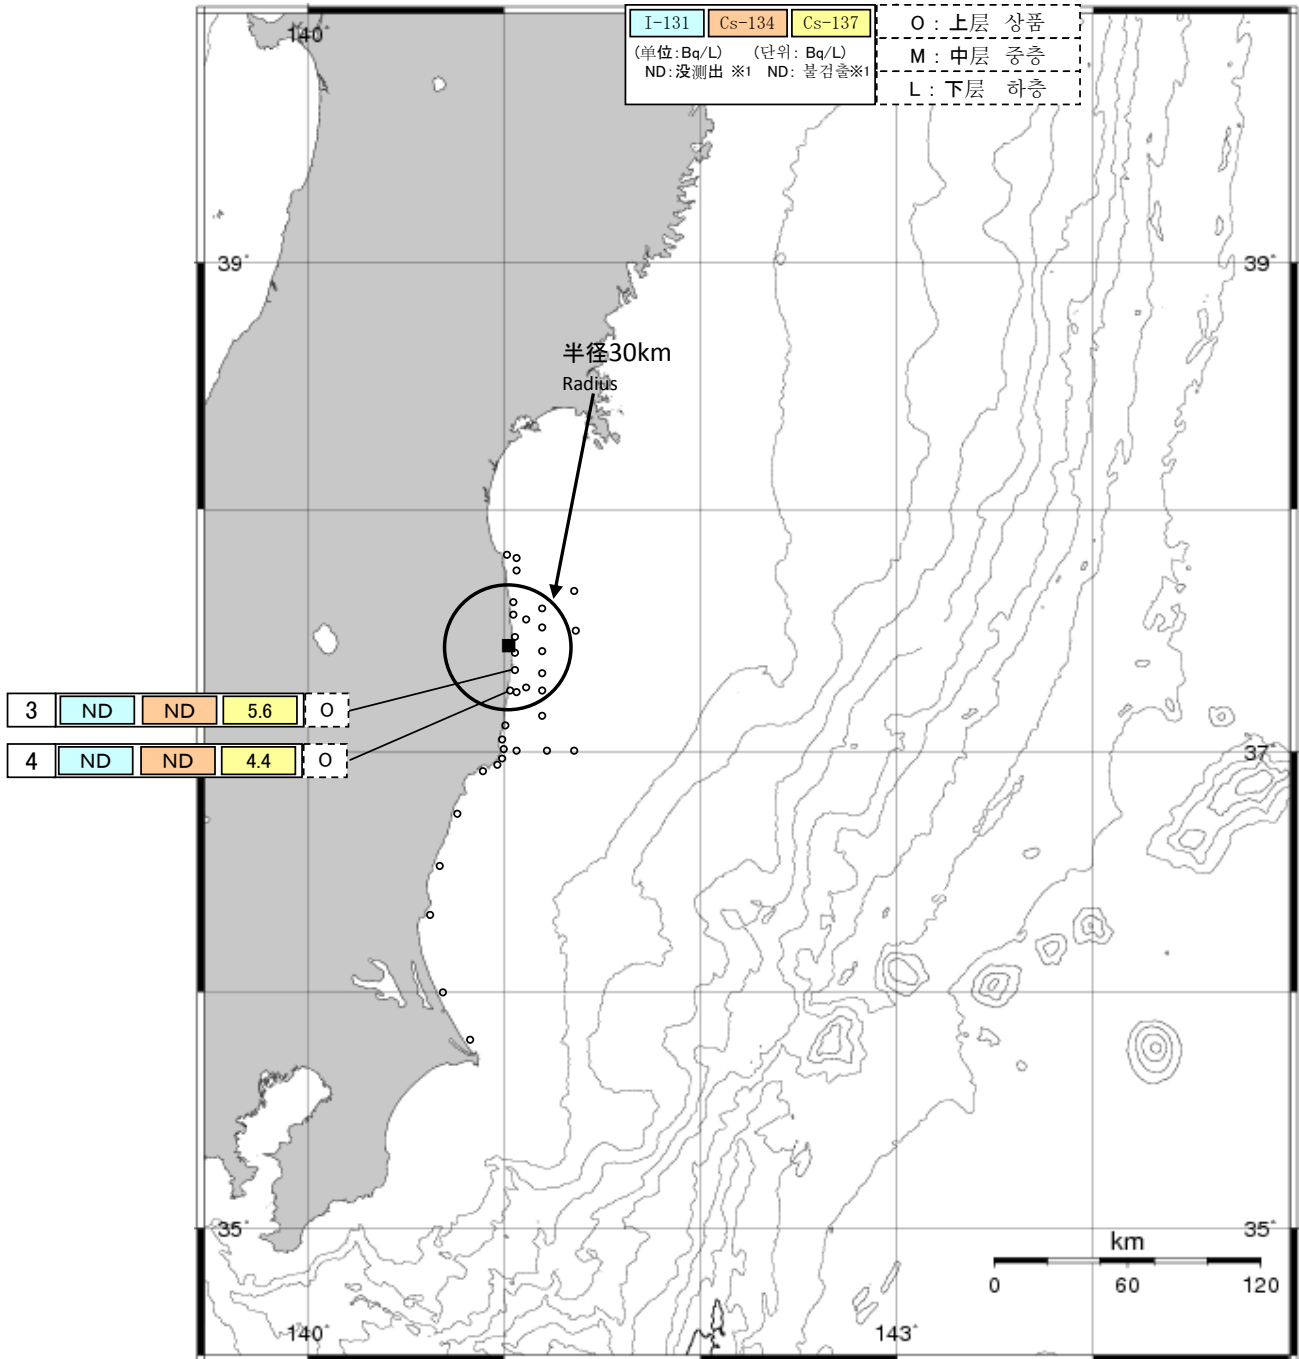 I-131 Cs-134 Cs-137
(単位:Bq/L) (단위: Bq/L)
ND:没測出 ※1 ND: 불검출※1
O : 上层 상품
M : 中层 중층
L : 下层 하층
140°
39° 39°
半径30km
Radius
3 ND ND 5.6 O
4 ND ND 4.4 O
37°
35° 35°
km
0 60 120
140° 143°